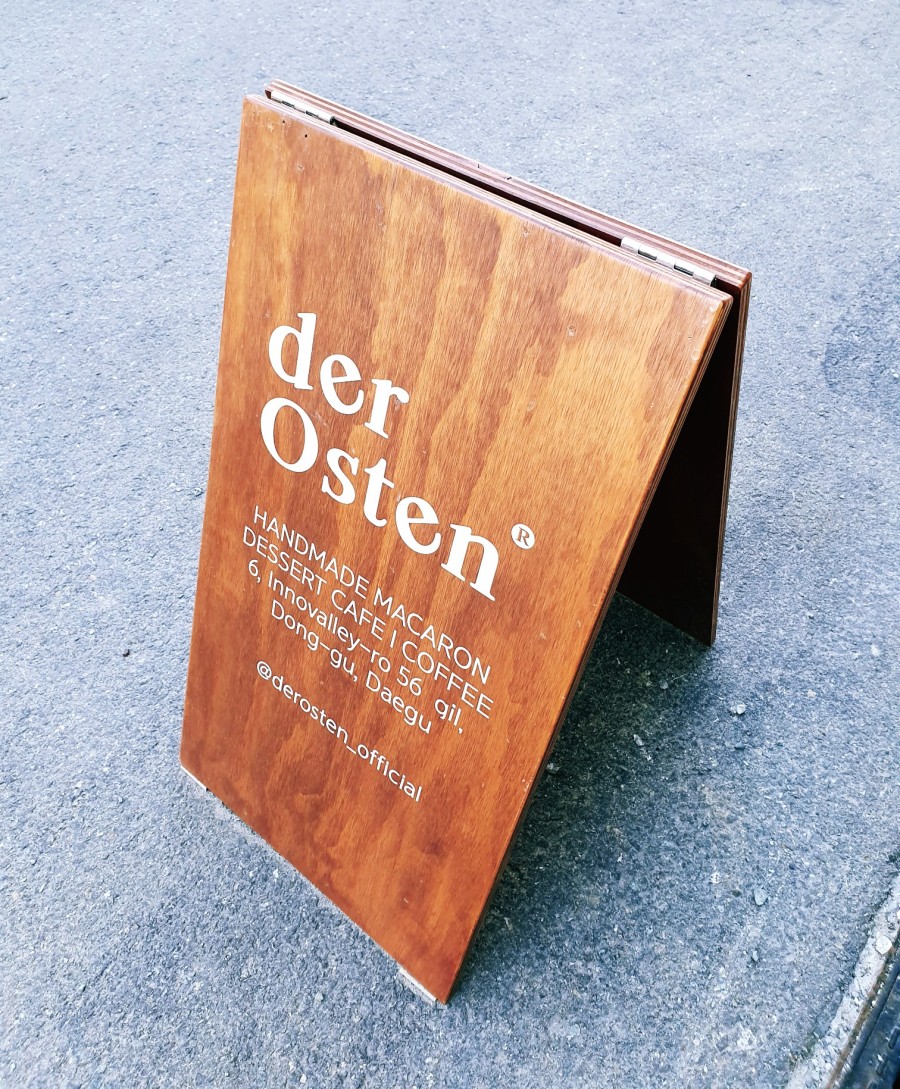 der
Osten®
HANDMADE MACARON
DESSERT CAFE I COFFEE
6, Innovalley-ro 56 gil,
Dong-gu, Daegu
@derosten_official